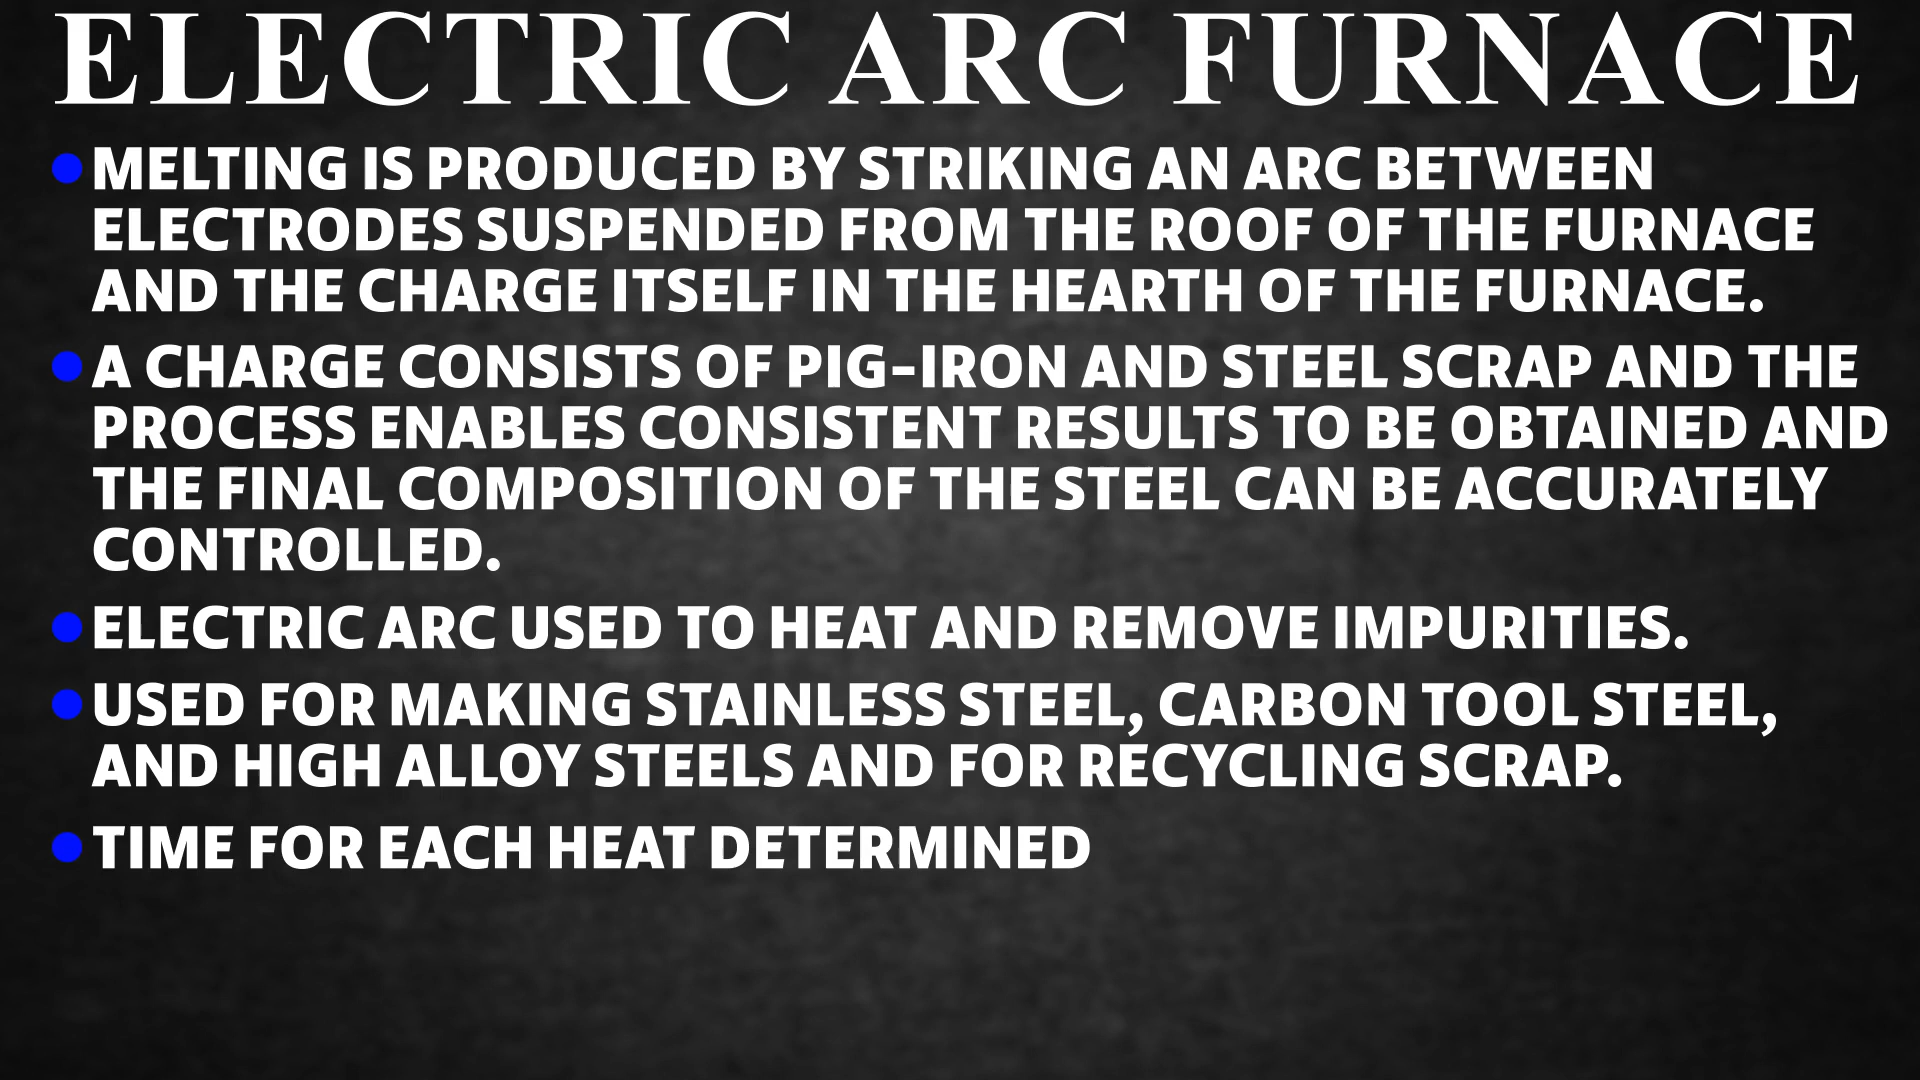 ELECTRIC ARC FURNACE
MELTING IS PRODUCED BY STRIKING AN ARC BETWEEN
ELECTRODES SUSPENDED FROM THE ROOF OF THE FURNACE
AND THE CHARGE ITSELF IN THE HEARTH OF THE FURNACE.
A CHARGE CONSISTS OF PIG-IRON AND STEEL SCRAP AND THE
PROCESS ENABLES CONSISTENT RESULTS TO BE OBTAINED AND
THE FINAL COMPOSITION OF THE STEEL CAN BE ACCURATELY
CONTROLLED.
ELECTRIC ARC USED TO HEAT AND REMOVE IMPURITIES.
USED FOR MAKING STAINLESS STEEL, CARBON TOOL STEEL,
AND HIGH ALLOY STEELS AND FOR RECYCLING SCRAP.
TIME FOR EACH HEAT DETERMINED